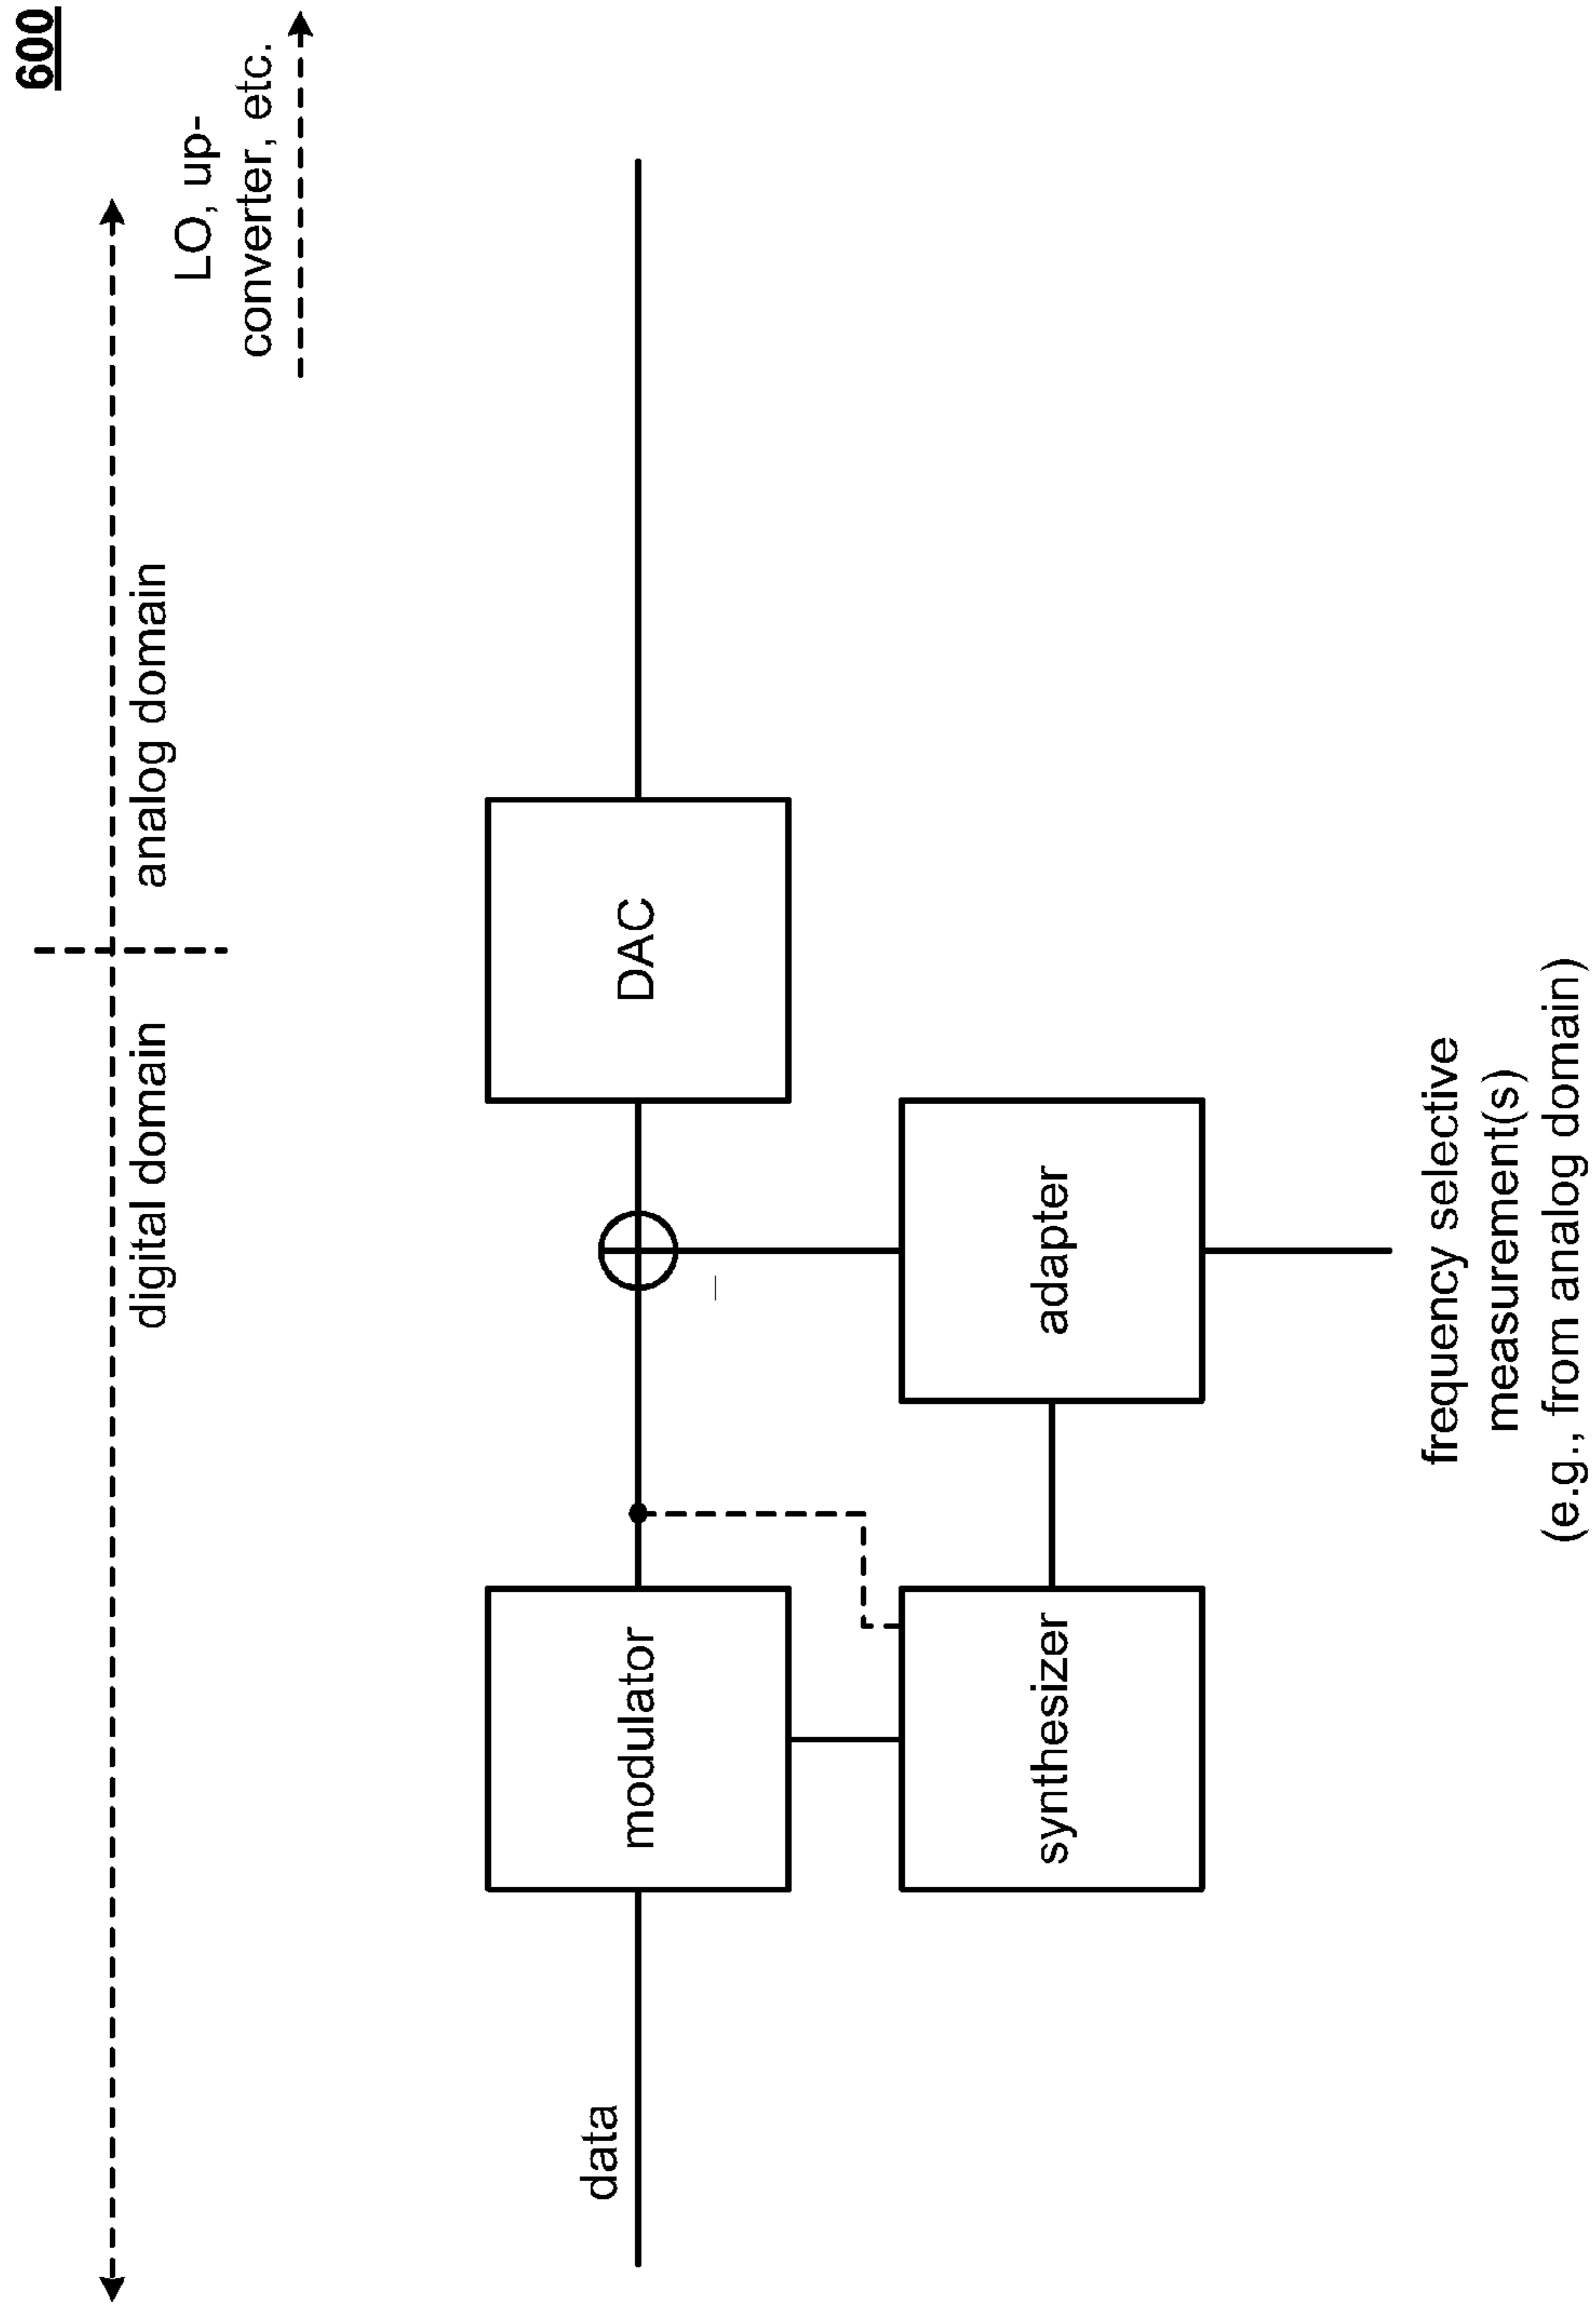 600
digital domain
analog domain
LO, up-
converter, etc.
data
modulator
DAC
–
synthesizer
adapter
frequency selective
measurement(s)
(e.g., from analog domain)